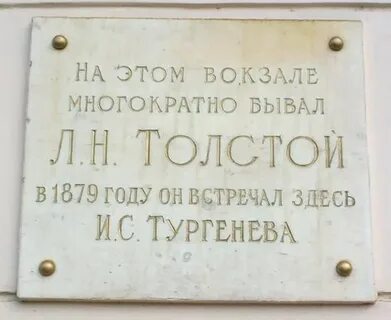 НА ЭТОМ ВОКЗАЛЕ
МНОГОКРАТНО БЫВАЛ
Л.Н. ТОЛСТОЙ
В 1879 ГОДУ ОН ВСТРЕЧАЛ ЗДЕСЬ
И.С. ТУРГЕНЕВА